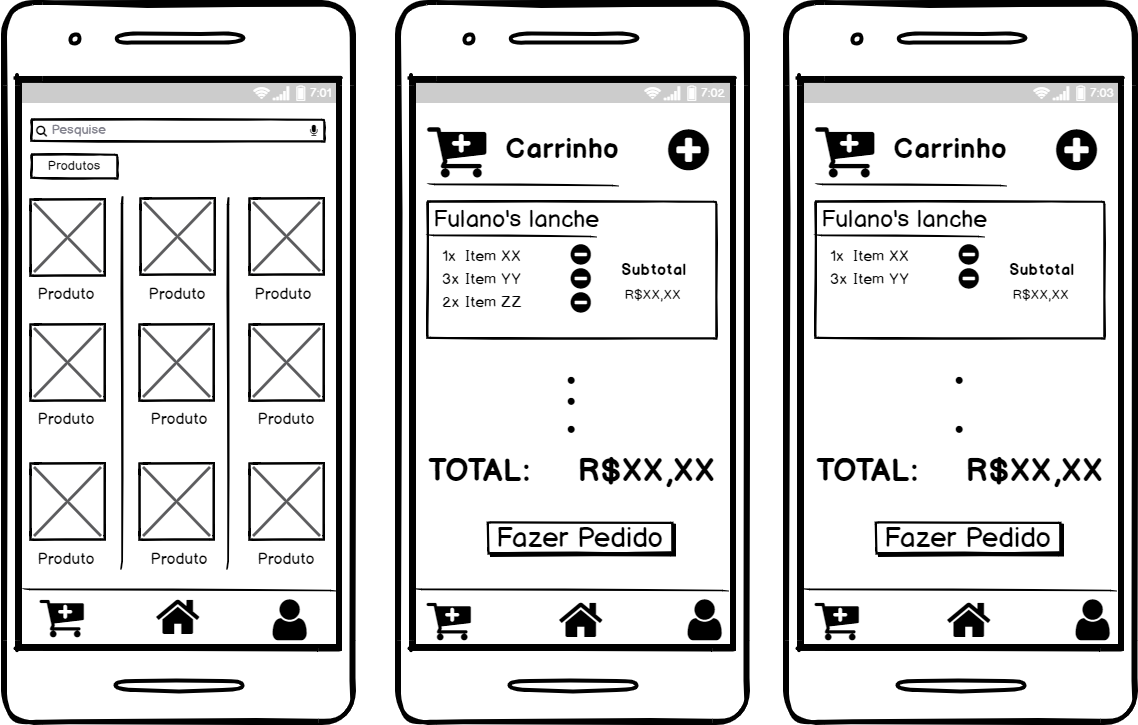 7:01
Pesquise
Produtos
Produto Produto Produto
Produto Produto Produto
Produto Produto Produto
7:02
Carrinho
Fulano's lanche
1x Item XX
3x Item YY
2x Item ZZ
Subtotal
R$XX,XX
TOTAL: R$XX,XX
Fazer Pedido
7:03
Carrinho
Fulano's lanche
1x Item XX
3x Item YY
Subtotal
R$XX,XX
TOTAL: R$XX,XX
Fazer Pedido